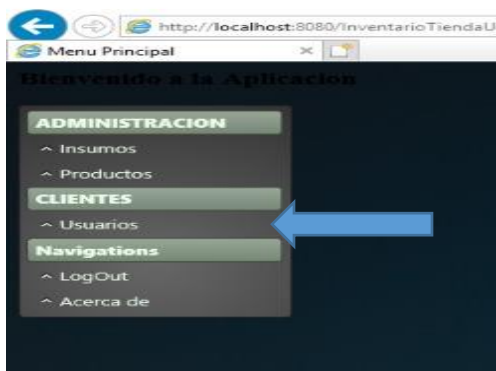 http://localhost:8080/InventarioTiendaU
Menu Principal
Bienvenido a la Aplicacion
ADMINISTRACION
Insumos
Productos
CLIENTES
Usuarios
Navigations
LogOut
Acerca de